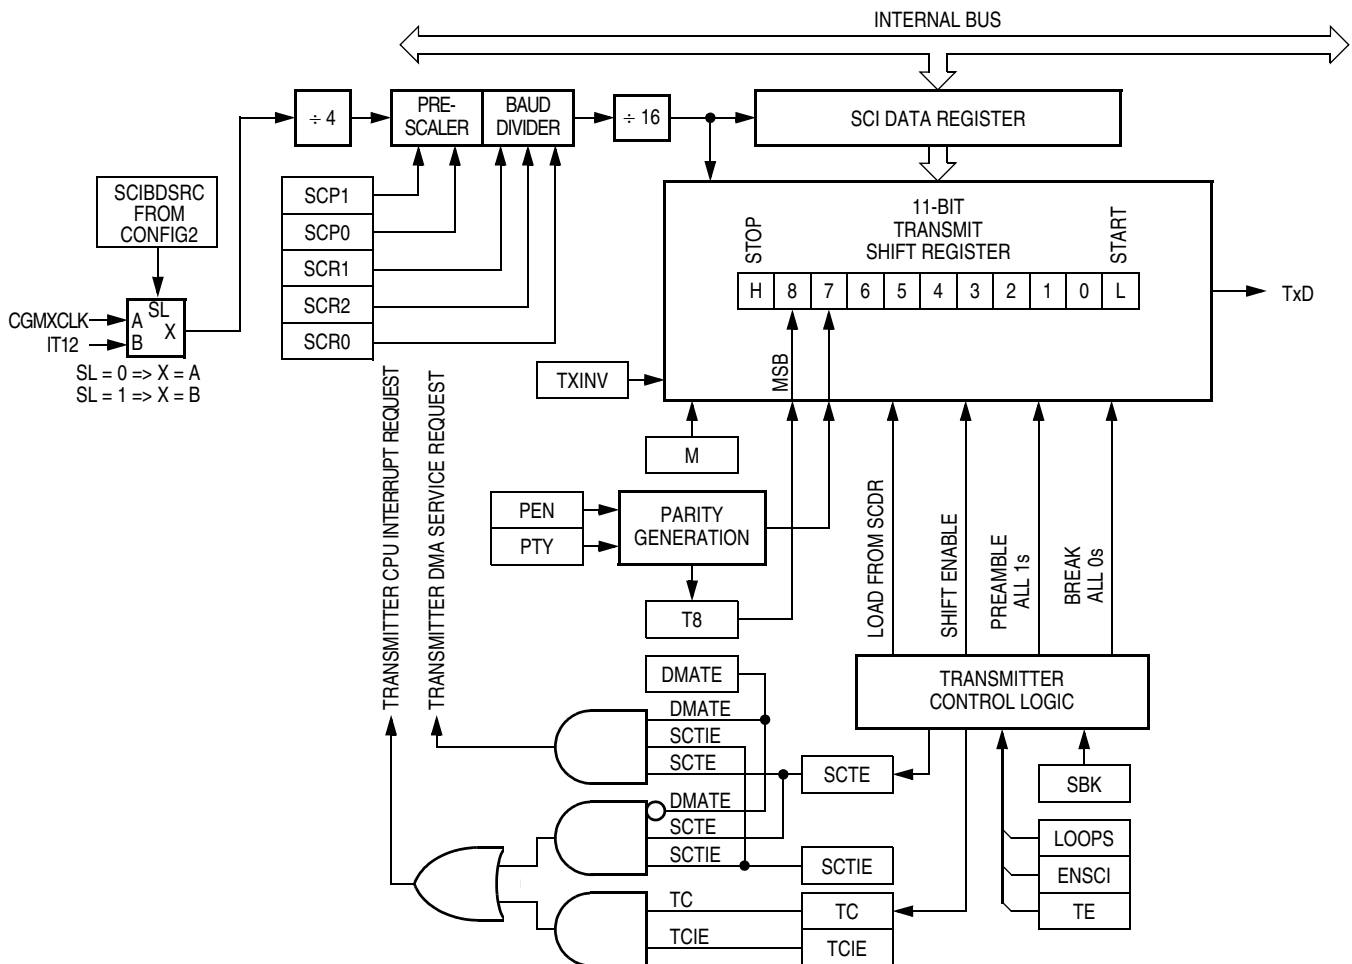 INTERNAL BUS
÷ 4
PRE-
SCALER
BAUD
DIVIDER
÷ 16
SCI DATA REGISTER
SCIBDSRC
FROM
CONFIG2
SCP1
SCP0
SCR1
SCR2
SCR0
CGMXCLK
IT12
SL
A
X
B
SL = 0 => X = A
SL = 1 => X = B
11-BIT
TRANSMIT
SHIFT REGISTER
STOP
START
H 8 7 6 5 4 3 2 1 0 L
TxD
MSB
TXINV
M
PEN
PTY
PARITY
GENERATION
T8
TRANSMITTER CPU INTERRUPT REQUEST
TRANSMITTER DMA SERVICE REQUEST
LOAD FROM SCDR
SHIFT ENABLE
PREAMBLE
ALL 1s
BREAK
ALL 0s
TRANSMITTER
CONTROL LOGIC
DMATE
DMATE
SCTIE
SCTE
SCTE
DMATE
SCTE
SCTIE
SCTIE
TC
TC
TCIE
TCIE
SBK
LOOPS
ENSCI
TE